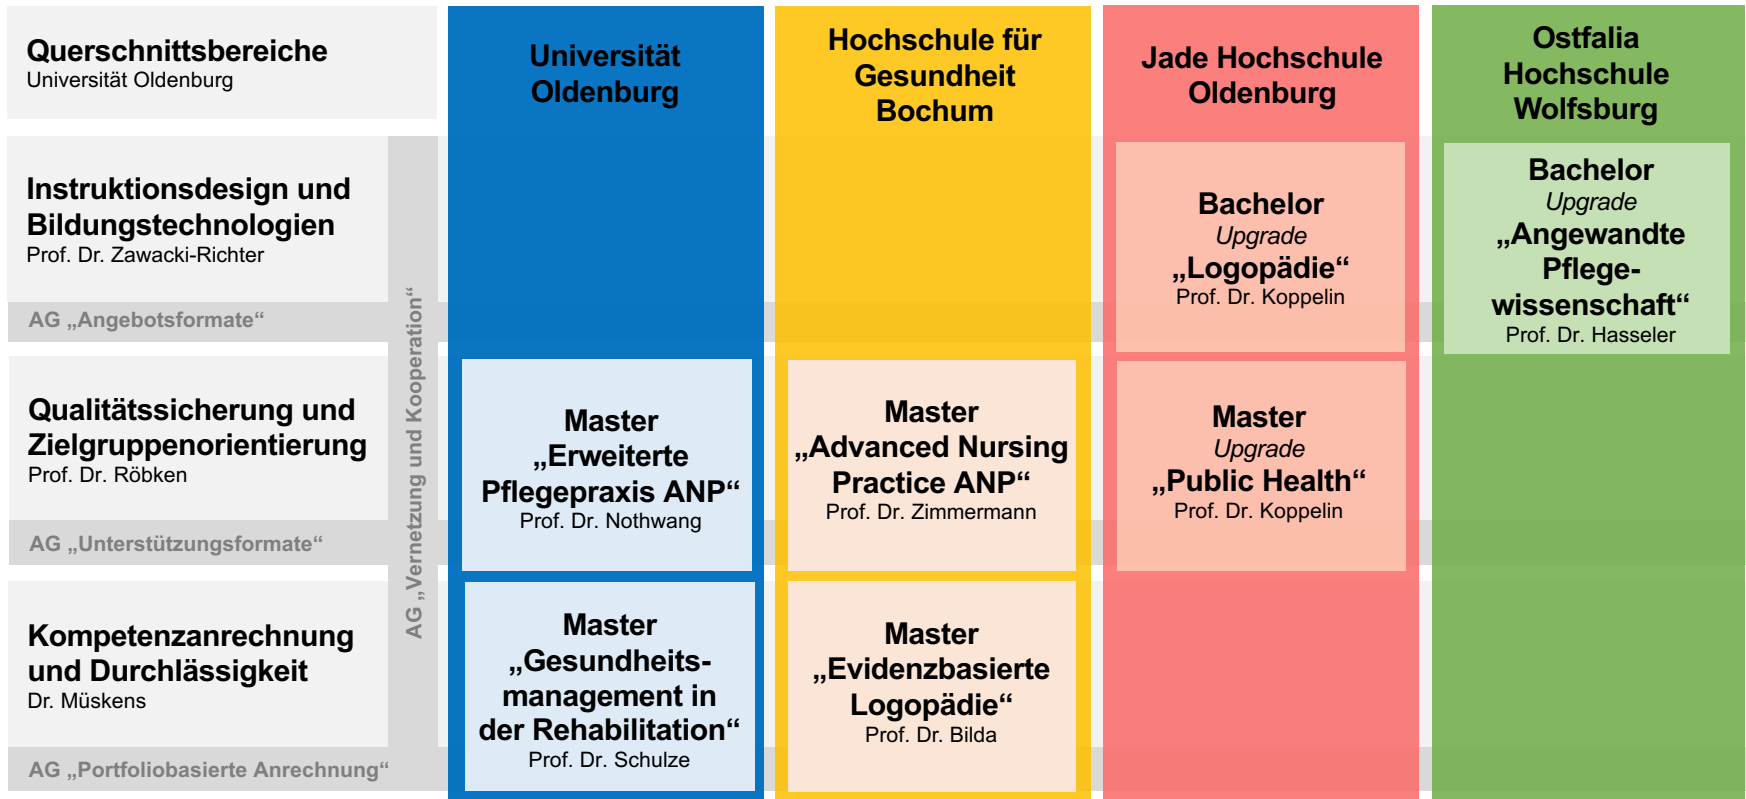 Querschnittsbereiche
Universität Oldenburg
Universität
Oldenburg
Hochschule für
Gesundheit
Bochum
Jade Hochschule
Oldenburg
Ostfalia
Hochschule
Wolfsburg
Instruktionsdesign und
Bildungstechnologien
Prof. Dr. Zawacki-Richter
AG „Angebotsformate“
AG „Vernetzung und Kooperation“
Bachelor
Upgrade
„Logopädie“
Prof. Dr. Koppelin
Bachelor
Upgrade
„Angewandte
Pflege-
wissenschaft“
Prof. Dr. Hasseler
Qualitätssicherung und
Zielgruppenorientierung
Prof. Dr. Röbken
AG „Unterstützungsformate“
Master
„Erweiterte
Pflegepraxis ANP“
Prof. Dr. Nothwang
Master
„Advanced Nursing
Practice ANP“
Prof. Dr. Zimmermann
Master
Upgrade
„Public Health“
Prof. Dr. Koppelin
Kompetenzanrechnung
und Durchlässigkeit
Dr. Müskens
AG „Portfoliobasierte Anrechnung“
Master
„Gesundheits-
management in
der Rehabilitation“
Prof. Dr. Schulze
Master
„Evidenzbasierte
Logopädie“
Prof. Dr. Bilda